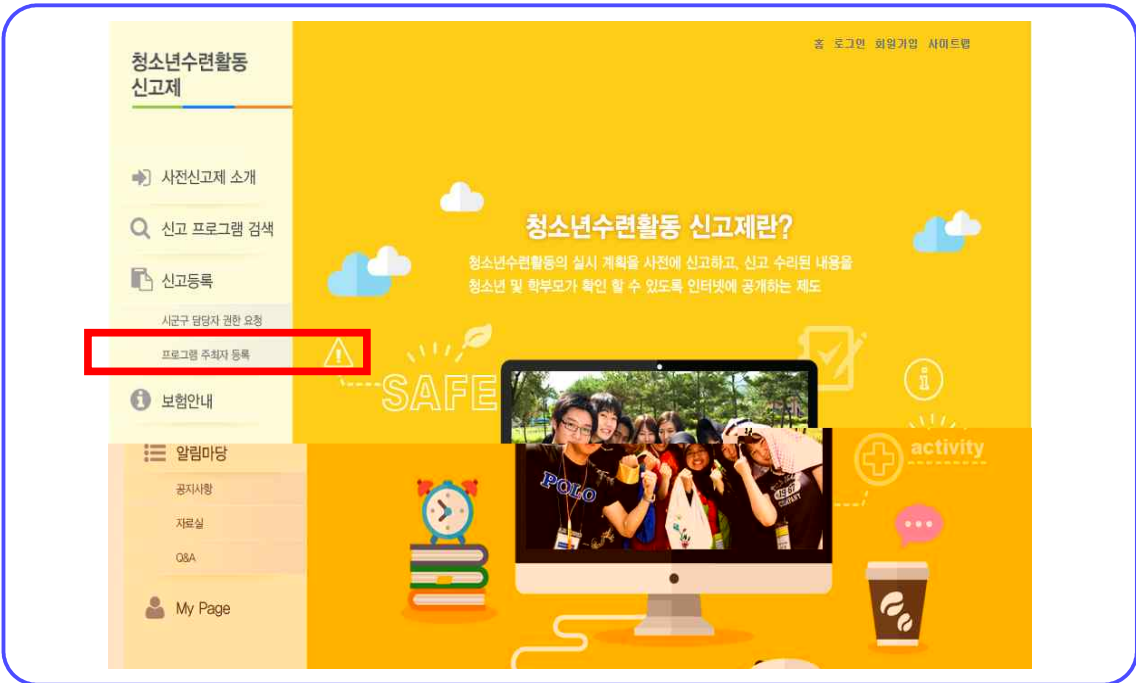 홈 로그인 회원가입 사이트맵
청소년수련활동
신고제
사전신고제 소개
신고 프로그램 검색
신고등록
시군구 담당자 권한 요청
프로그램 주최자 등록
보험안내
알림마당
공지사항
자료실
Q&A
My Page
청소년수련활동 신고제란?
청소년수련활동의 실시 계획을 사전에 신고하고, 신고 수리된 내용을
청소년 및 학부모가 확인 할 수 있도록 인터넷에 공개하는 제도
SAFE
activity
POLO